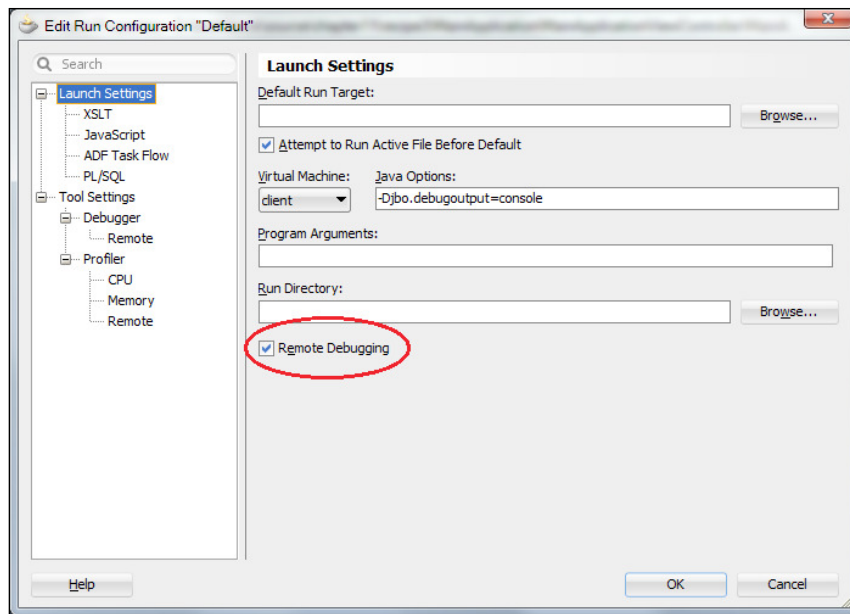 Edit Run Configuration "Default"
Search
Launch Settings
XSLT
JavaScript
ADF Task Flow
PL/SQL
Tool Settings
Debugger
Remote
Profiler
CPU
Memory
Remote
Launch Settings
Default Run Target:
Browse...
Attempt to Run Active File Before Default
Virtual Machine: Java Options:
client -Djbo.debugoutput=console
Program Arguments:
Run Directory:
Browse...
Remote Debugging
Help OK Cancel